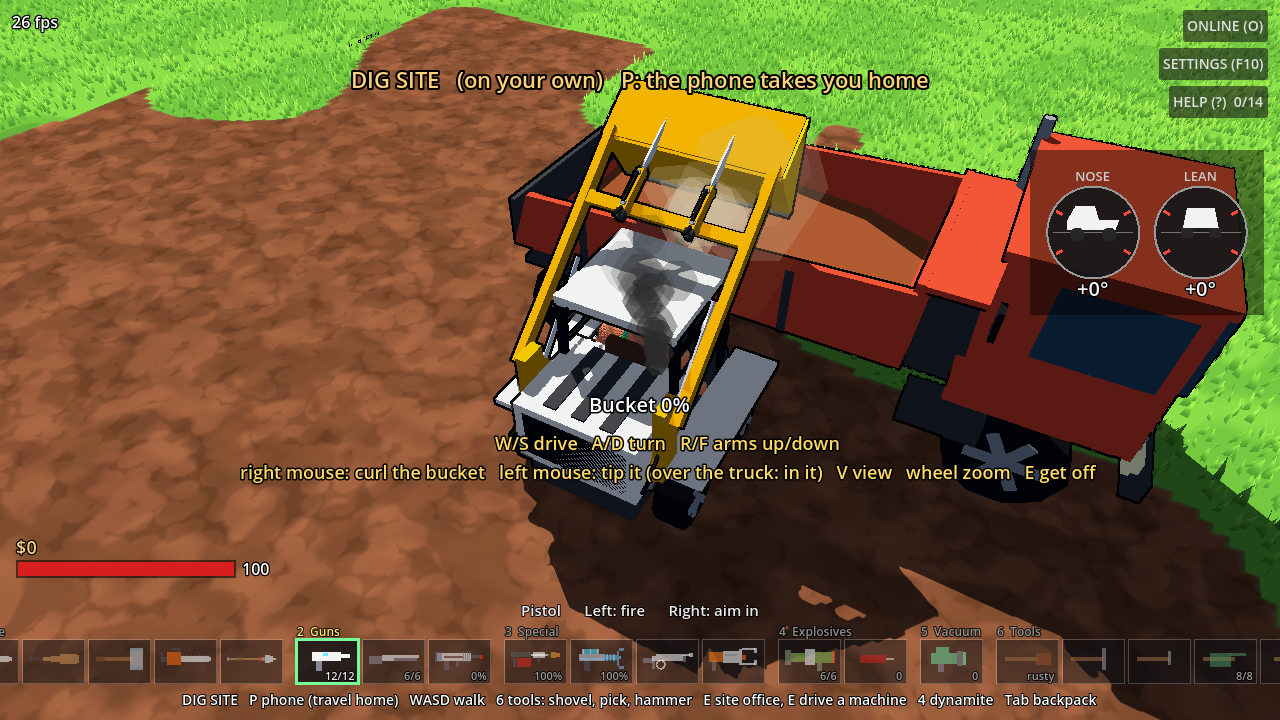 26 fps
ONLINE (O)
SETTINGS (F10)
HELP (?) 0/14
DIG SITE (on your own) P: the phone takes you home
NOSE LEAN
+0° +0°
Bucket 0%
W/S drive A/D turn R/F arms up/down
right mouse: curl the bucket left mouse: tip it (over the truck: in it) V view wheel zoom E get off
$0
100
Pistol Left: fire Right: aim in
e 2 Guns 3 Special 4 Explosives 5 Vacuum 6 Tools
12/12 6/6 0% 100% 100% 6/6 0 0 rusty 8/8
DIG SITE P phone (travel home) WASD walk 6 tools: shovel, pick, hammer E site office, E drive a machine 4 dynamite Tab backpack